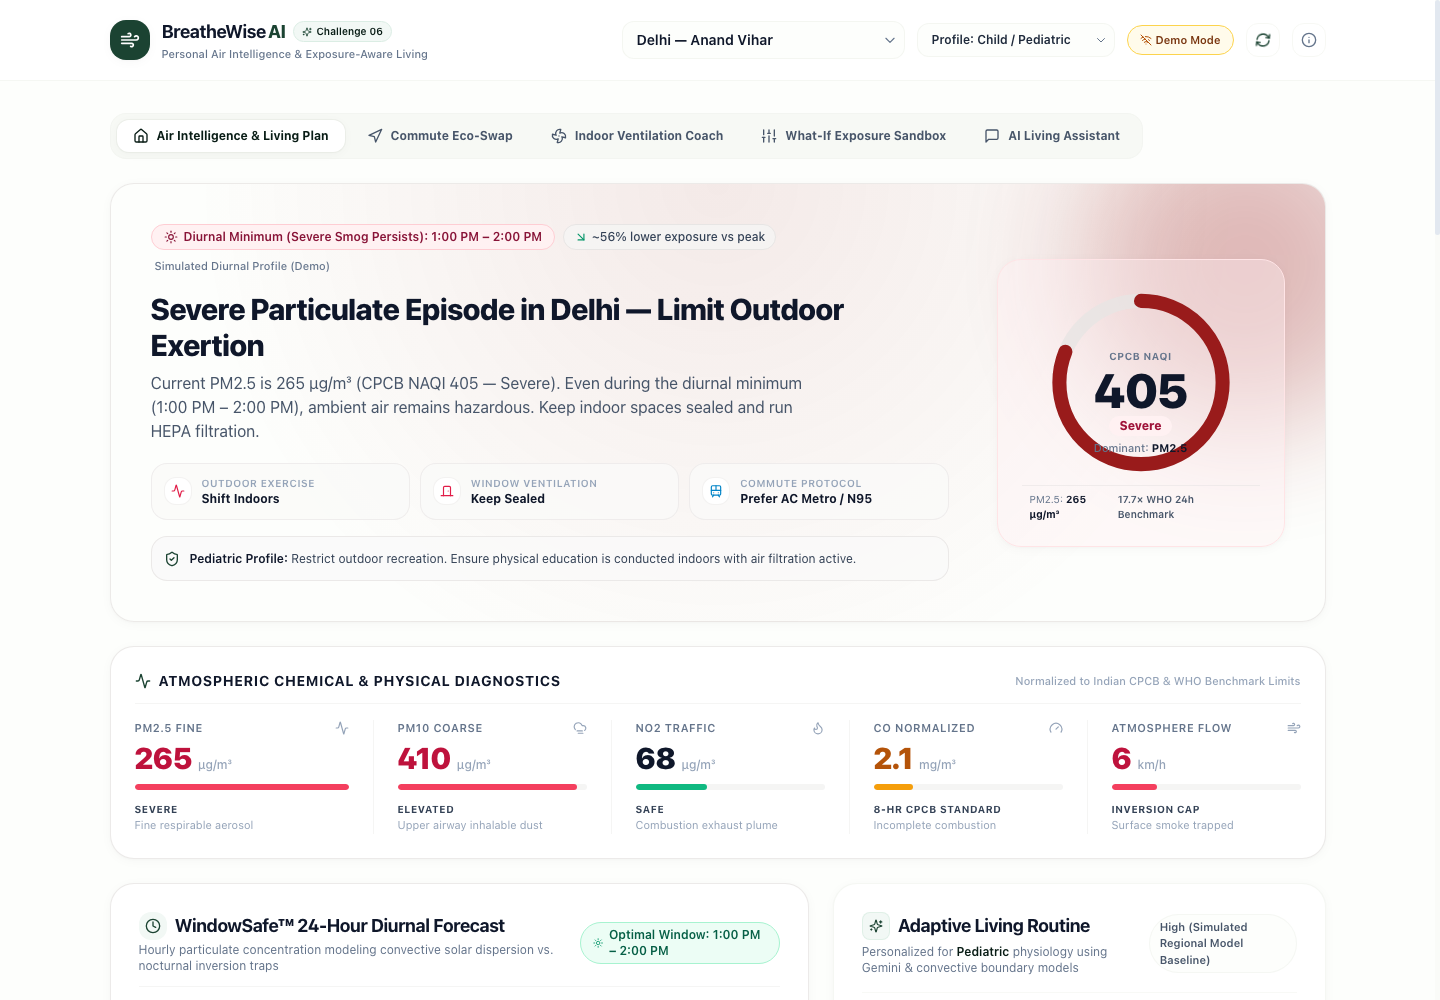 BreatheWise AI
Challenge 06
Personal Air Intelligence & Exposure-Aware Living
Delhi — Anand Vihar
Profile: Child / Pediatric
Demo Mode
Air Intelligence & Living Plan
Commute Eco-Swap
Indoor Ventilation Coach
What-If Exposure Sandbox
AI Living Assistant
Diurnal Minimum (Severe Smog Persists): 1:00 PM – 2:00 PM
~56% lower exposure vs peak
Simulated Diurnal Profile (Demo)
Severe Particulate Episode in Delhi — Limit Outdoor
Exertion
Current PM2.5 is 265 µg/m³ (CPCB NAQI 405 — Severe). Even during the diurnal minimum
(1:00 PM – 2:00 PM), ambient air remains hazardous. Keep indoor spaces sealed and run
HEPA filtration.
OUTDOOR EXERCISE
Shift Indoors
WINDOW VENTILATION
Keep Sealed
COMMUTE PROTOCOL
Prefer AC Metro / N95
Pediatric Profile: Restrict outdoor recreation. Ensure physical education is conducted indoors with air filtration active.
CPCB NAQI
405
Severe
Dominant: PM2.5
PM2.5: 265
µg/m³
17.7× WHO 24h
Benchmark
ATMOSPHERIC CHEMICAL & PHYSICAL DIAGNOSTICS
Normalized to Indian CPCB & WHO Benchmark Limits
PM2.5 FINE
265 µg/m³
SEVERE
Fine respirable aerosol
PM10 COARSE
410 µg/m³
ELEVATED
Upper airway inhalable dust
NO2 TRAFFIC
68 µg/m³
SAFE
Combustion exhaust plume
CO NORMALIZED
2.1 mg/m³
8-HR CPCB STANDARD
Incomplete combustion
ATMOSPHERE FLOW
6 km/h
INVERSION CAP
Surface smoke trapped
WindowSafe™ 24-Hour Diurnal Forecast
Hourly particulate concentration modeling convective solar dispersion vs.
nocturnal inversion traps
Optimal Window: 1:00 PM
– 2:00 PM
Adaptive Living Routine
Personalized for Pediatric physiology using
Gemini & convective boundary models
High (Simulated
Regional Model
Baseline)